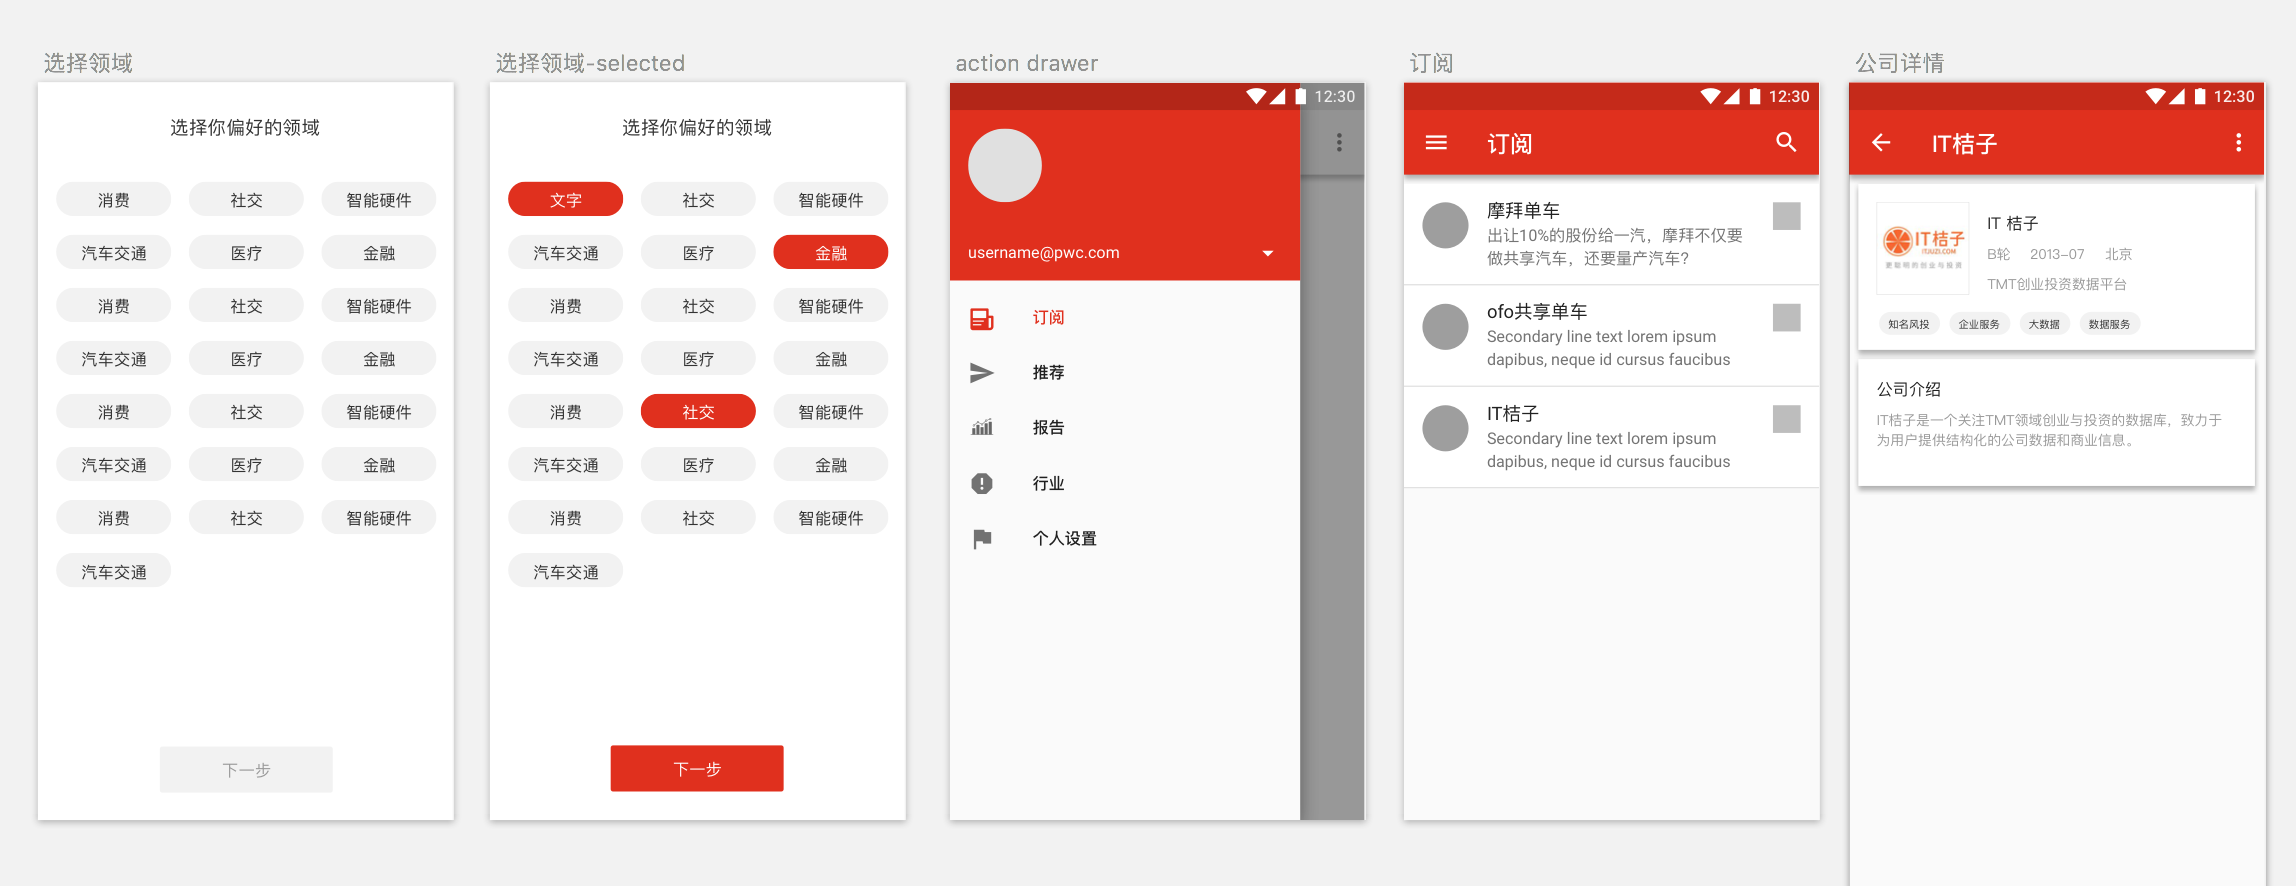 选择领域
选择你偏好的领域
消费 社交 智能硬件
汽车交通 医疗 金融
消费 社交 智能硬件
汽车交通 医疗 金融
消费 社交 智能硬件
汽车交通 医疗 金融
消费 社交 智能硬件
汽车交通
下一步
选择领域-selected
选择你偏好的领域
文字 社交 智能硬件
汽车交通 医疗 金融
消费 社交 智能硬件
汽车交通 医疗 金融
消费 社交 智能硬件
汽车交通 医疗 金融
消费 社交 智能硬件
汽车交通
下一步
action drawer
12:30
username@pwc.com
订阅
推荐
报告
行业
个人设置
订阅
12:30
订阅
摩拜单车
出让10%的股份给一汽，摩拜不仅要
做共享汽车，还要量产汽车？
ofo共享单车
Secondary line text lorem ipsum
dapibus, neque id cursus faucibus
IT桔子
Secondary line text lorem ipsum
dapibus, neque id cursus faucibus
公司详情
12:30
IT桔子
IT桔子
ITJUZI.COM
更聪明的创业与投资
IT 桔子
B轮 2013-07 北京
TMT创业投资数据平台
知名风投 企业服务 大数据 数据服务
公司介绍
IT桔子是一个关注TMT领域创业与投资的数据库，致力于
为用户提供结构化的公司数据和商业信息。